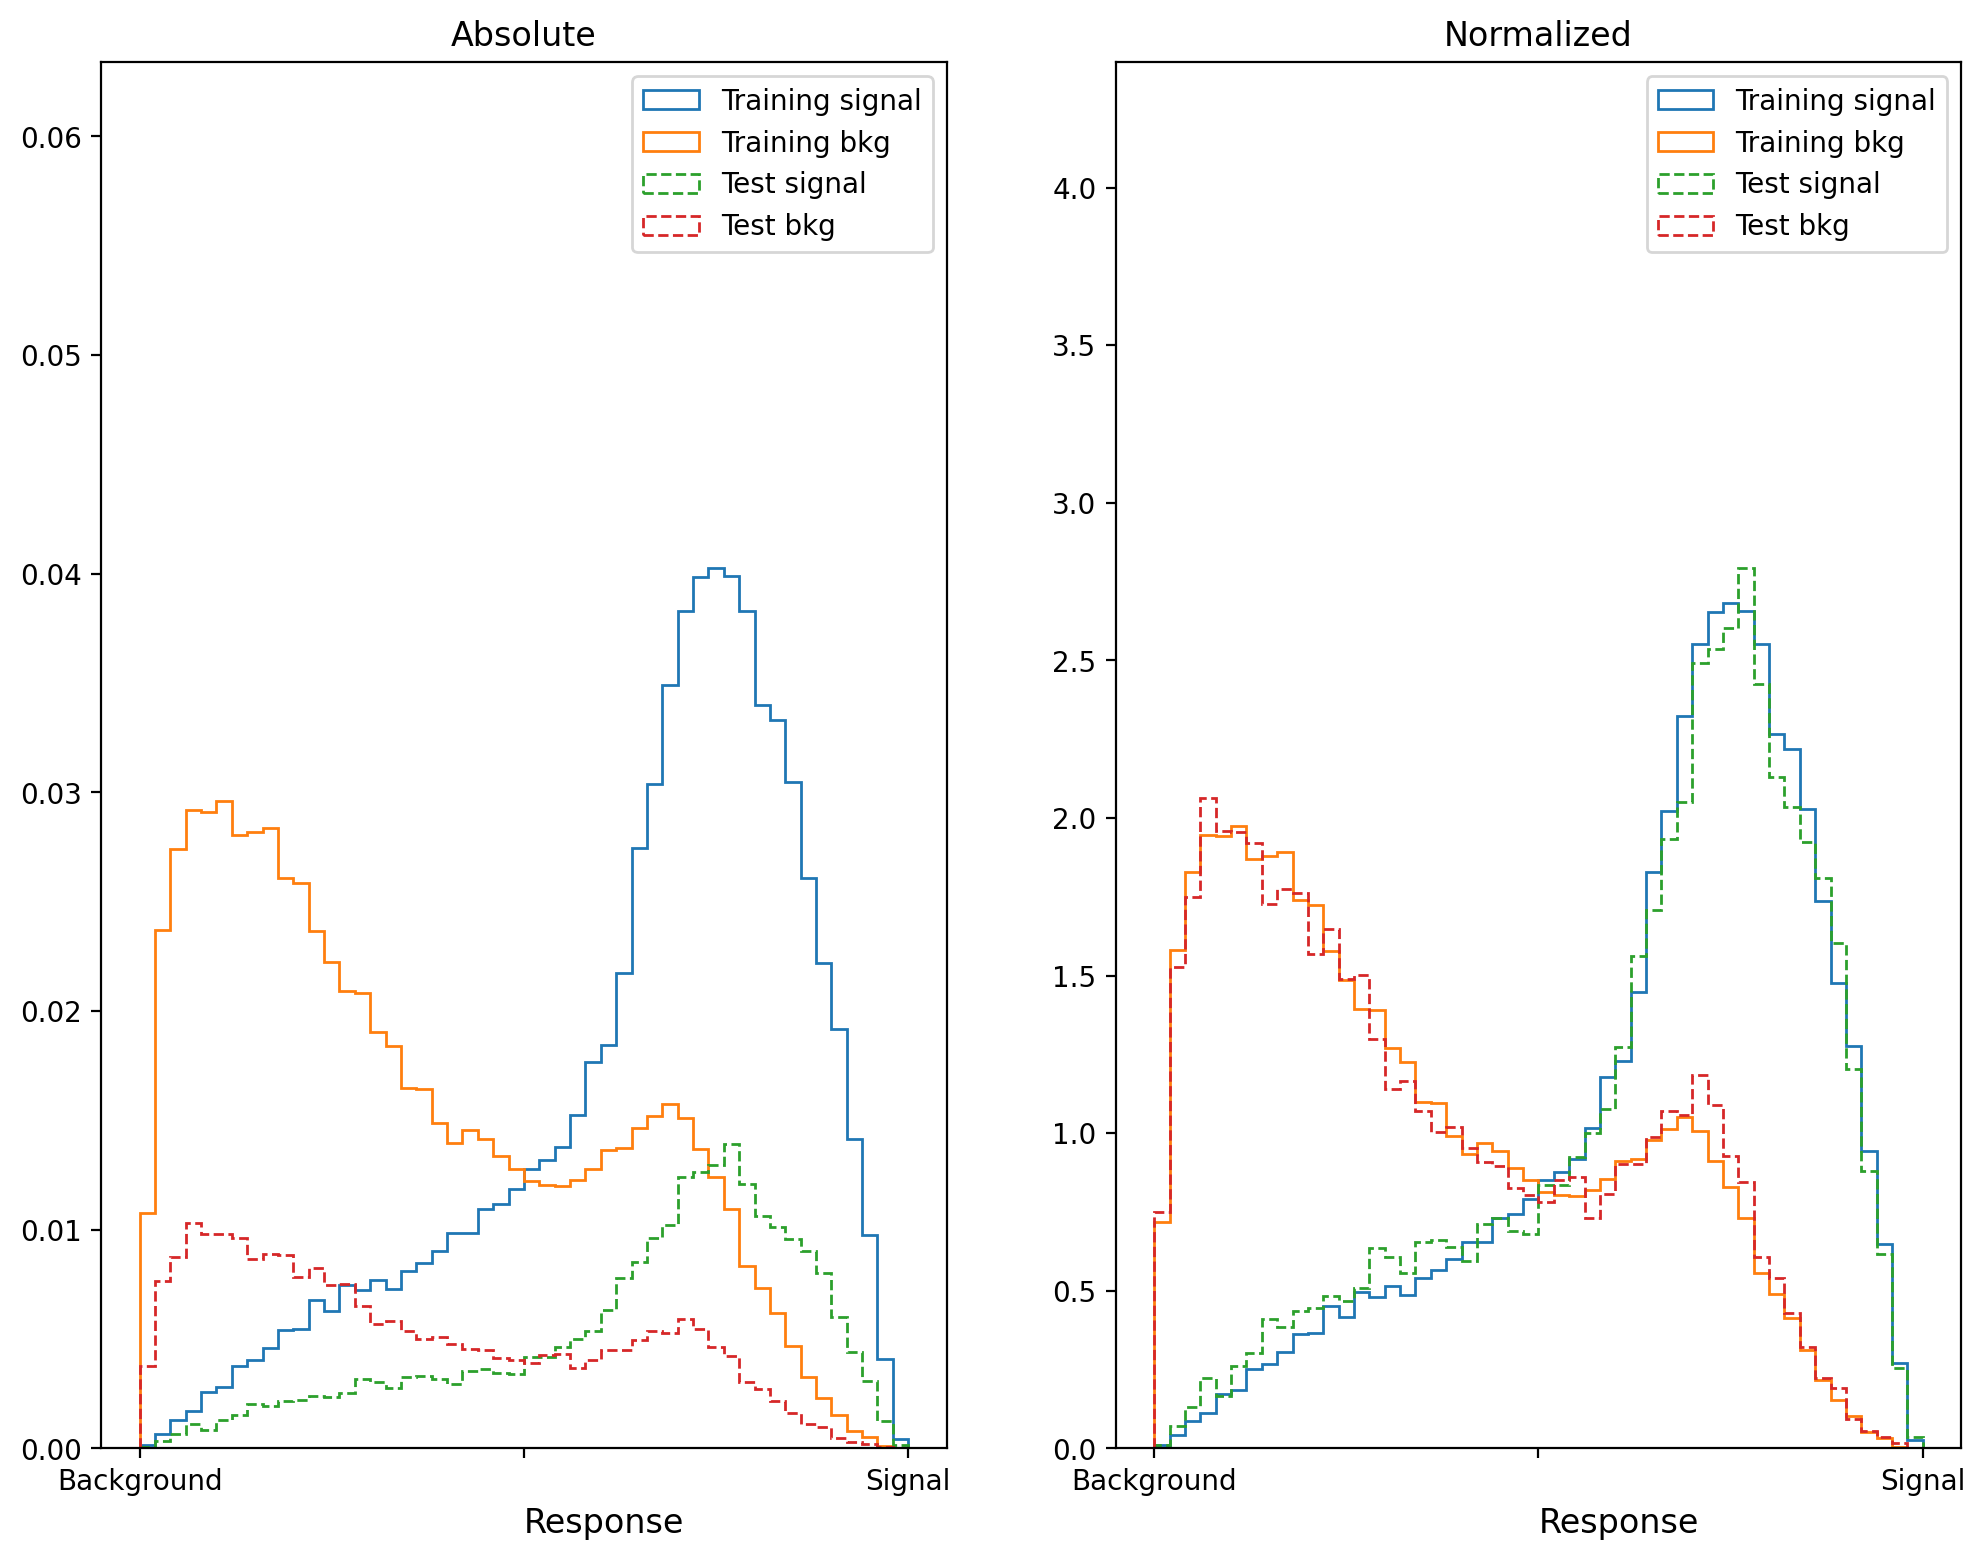 Absolute
0.06
0.05
0.04
0.03
0.02
0.01
0.00
Training signal
Training bkg
Test signal
Test bkg
Background
Signal
Response
Normalized
4.0
3.5
3.0
2.5
2.0
1.5
1.0
0.5
0.0
Training signal
Training bkg
Test signal
Test bkg
Background
Signal
Response